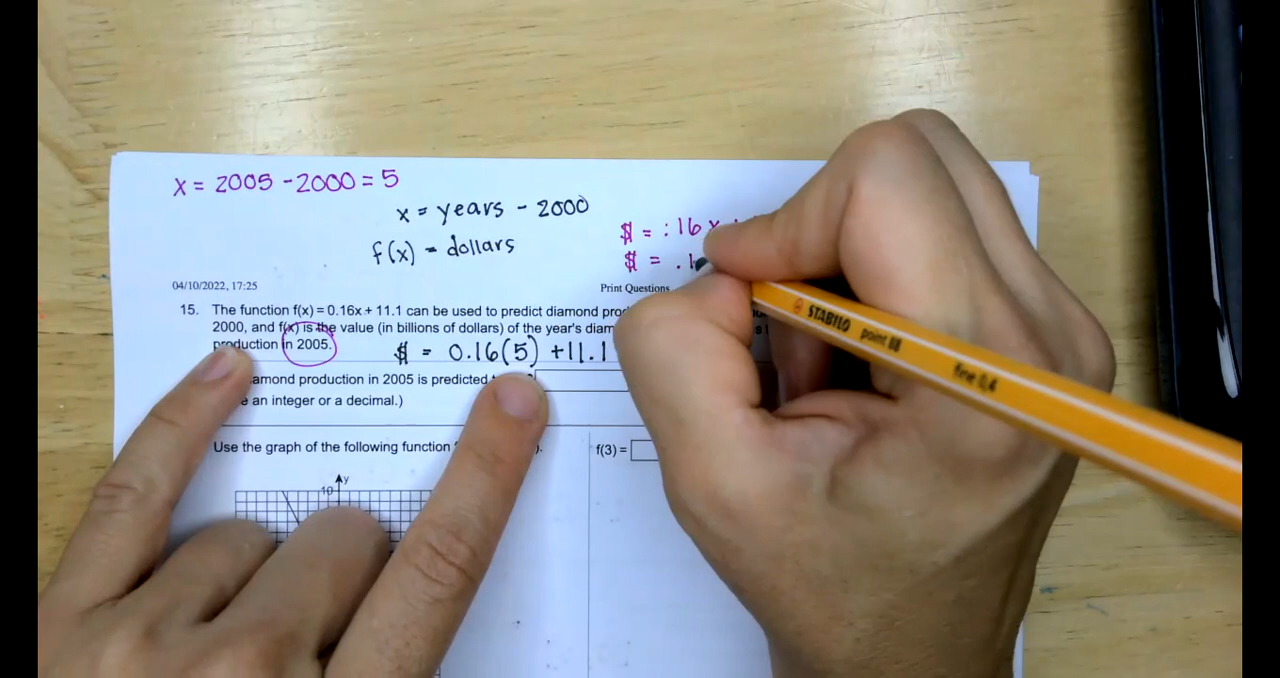 x = 2005 - 2000 = 5
x = years - 2000
f(x) = dollars
$ = .16x
$ = .1
04/10/2022, 17:25
Print Questions
15. The function f(x) = 0.16x + 11.1 can be used to predict diamond
2000, and f(x) is the value (in billions of dollars) of the year's
production in 2005.
$ = 0.16(5) + 11.1
amond production in 2005 is predicted
an integer or a decimal.)
Use the graph of the following function
f(3) =
10
y
STABILO point 88
fine 0,4